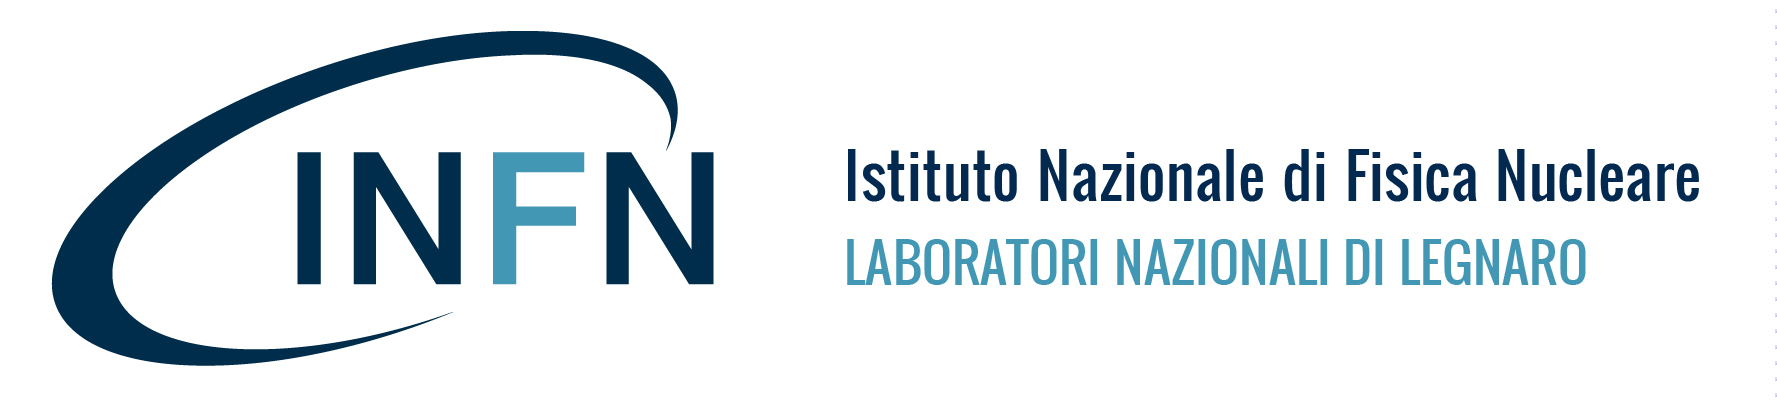 INFN
Istituto Nazionale di Fisica Nucleare
LABORATORI NAZIONALI DI LEGNARO